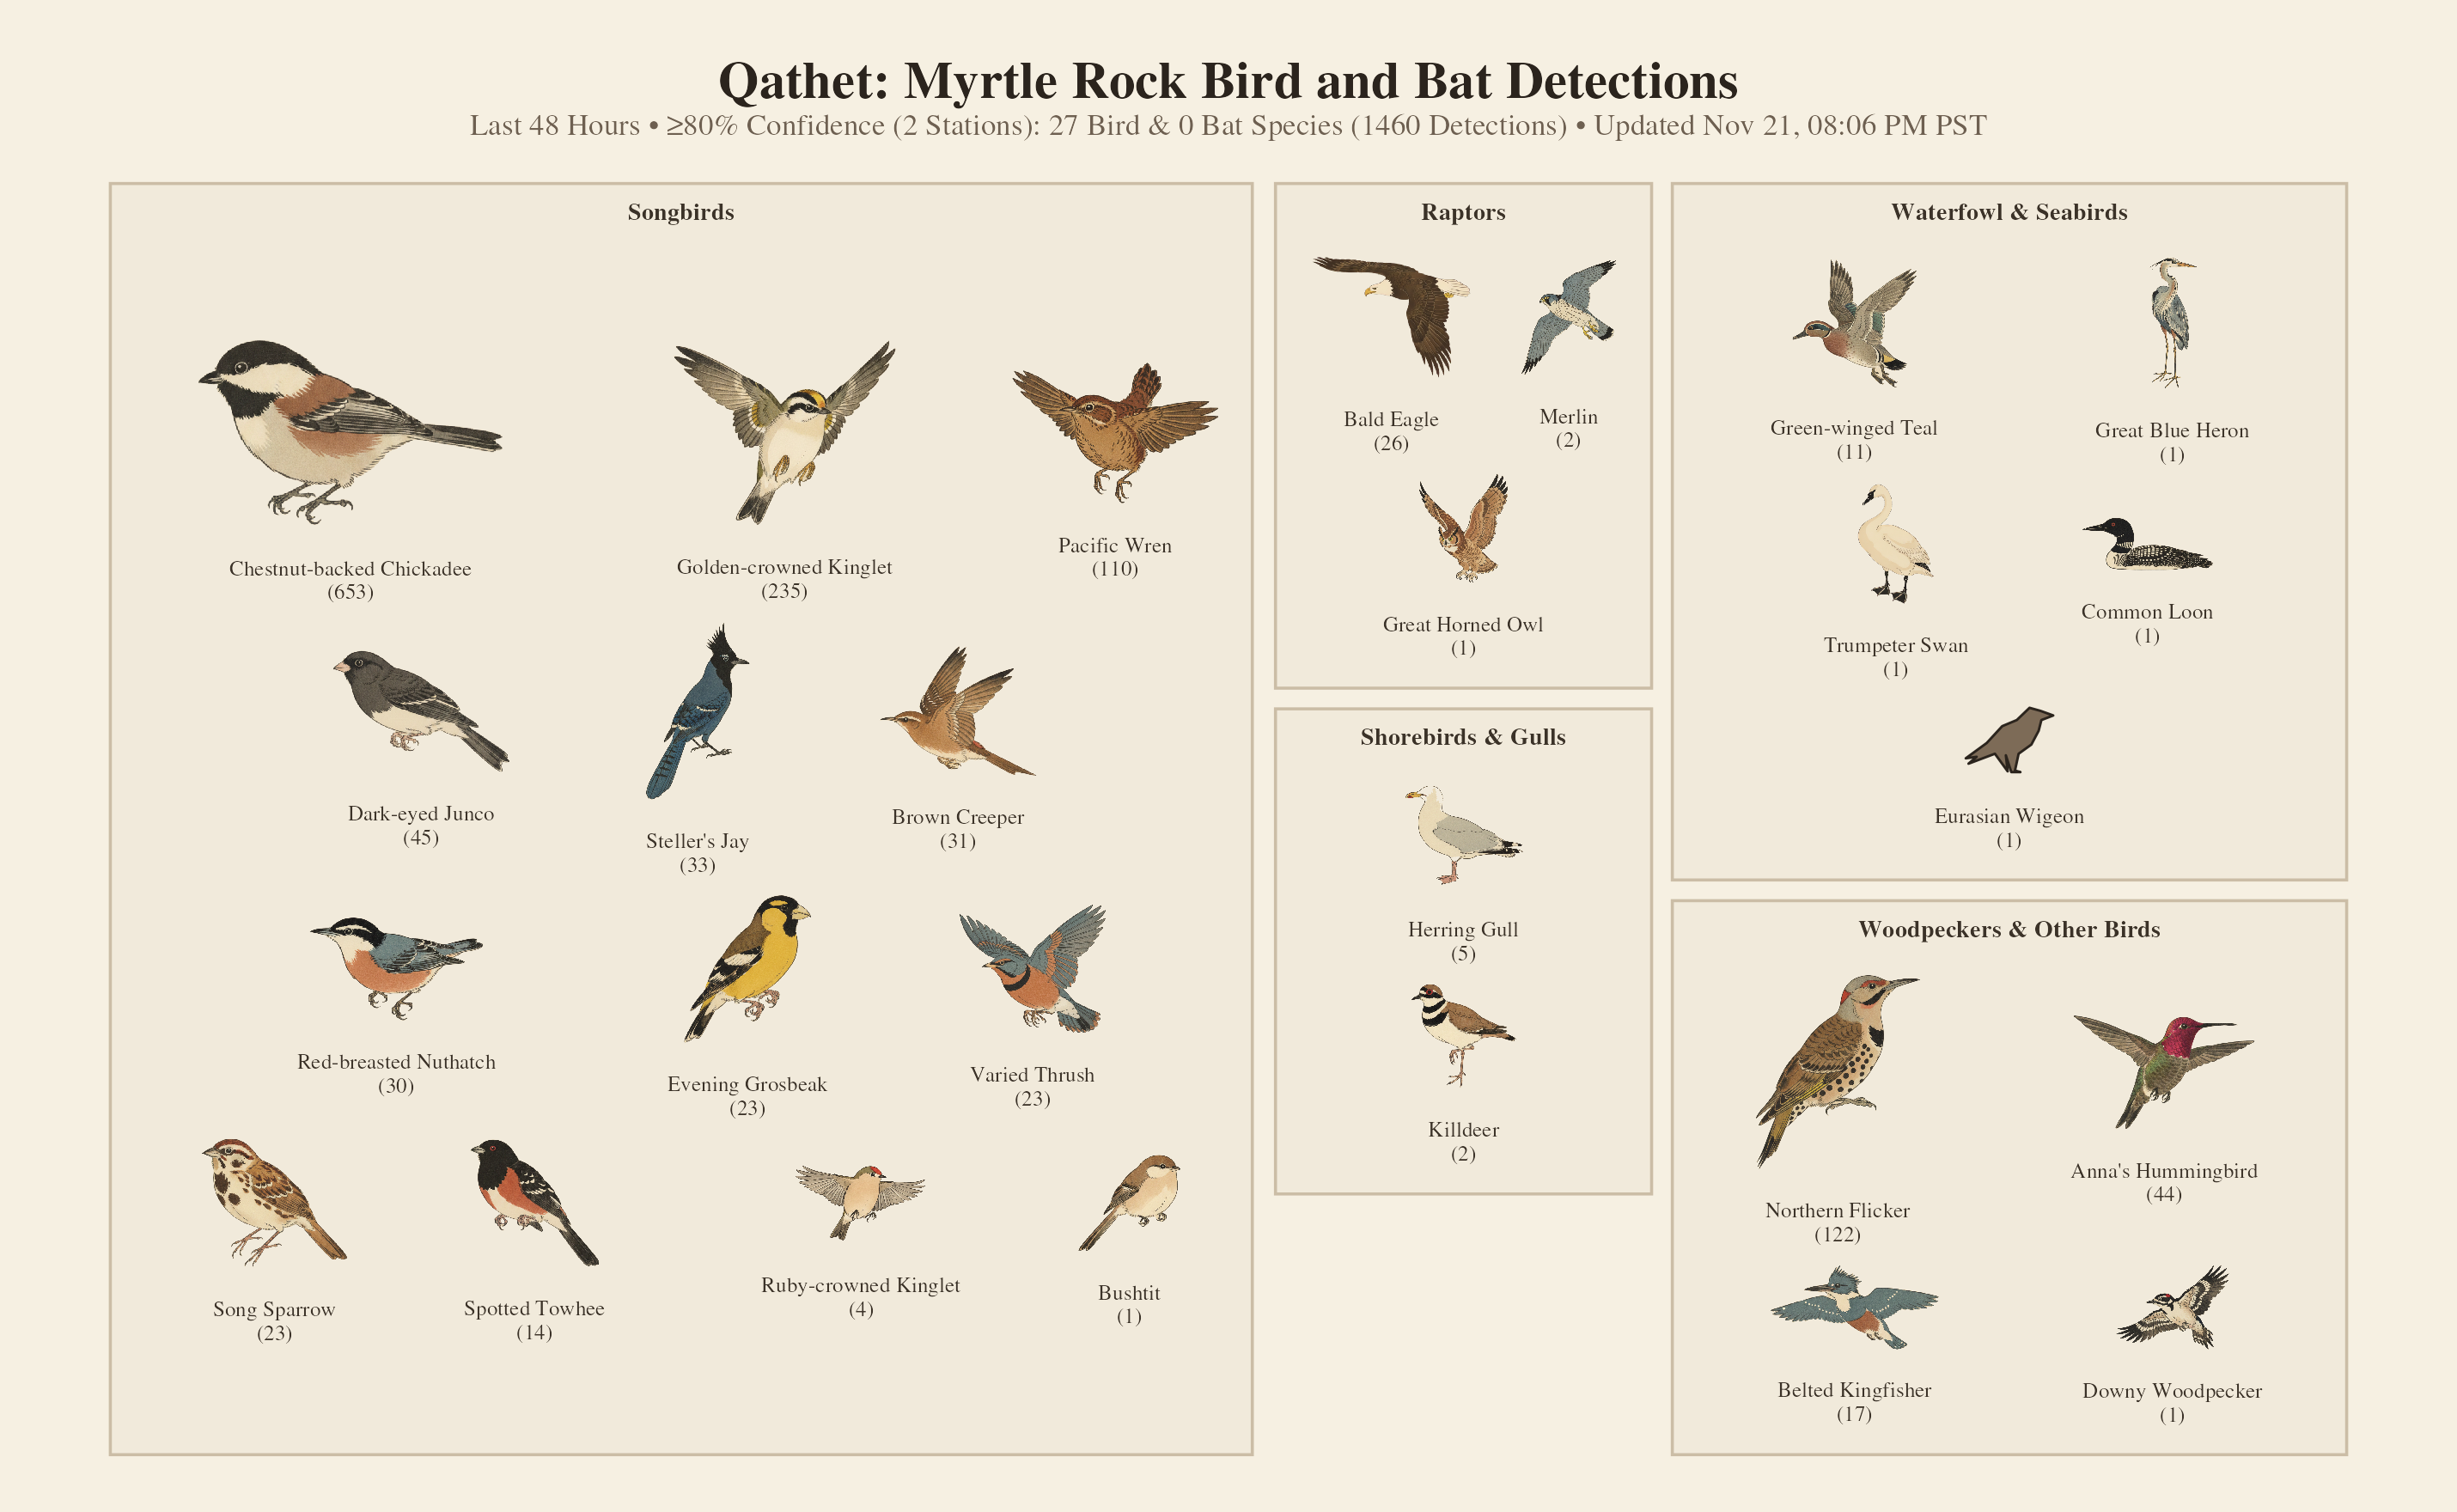 Qathet: Myrtle Rock Bird and Bat Detections
Last 48 Hours • ≥80% Confidence (2 Stations): 27 Bird & 0 Bat Species (1460 Detections) • Updated Nov 21, 08:06 PM PST
Songbirds
Chestnut-backed Chickadee
(653)
Golden-crowned Kinglet
(235)
Pacific Wren
(110)
Dark-eyed Junco
(45)
Steller's Jay
(33)
Brown Creeper
(31)
Red-breasted Nuthatch
(30)
Evening Grosbeak
(23)
Varied Thrush
(23)
Song Sparrow
(23)
Spotted Towhee
(14)
Ruby-crowned Kinglet
(4)
Bushtit
(1)
Raptors
Bald Eagle
(26)
Merlin
(2)
Great Horned Owl
(1)
Shorebirds & Gulls
Herring Gull
(5)
Killdeer
(2)
Waterfowl & Seabirds
Green-winged Teal
(11)
Great Blue Heron
(1)
Trumpeter Swan
(1)
Common Loon
(1)
Eurasian Wigeon
(1)
Woodpeckers & Other Birds
Northern Flicker
(122)
Anna's Hummingbird
(44)
Belted Kingfisher
(17)
Downy Woodpecker
(1)